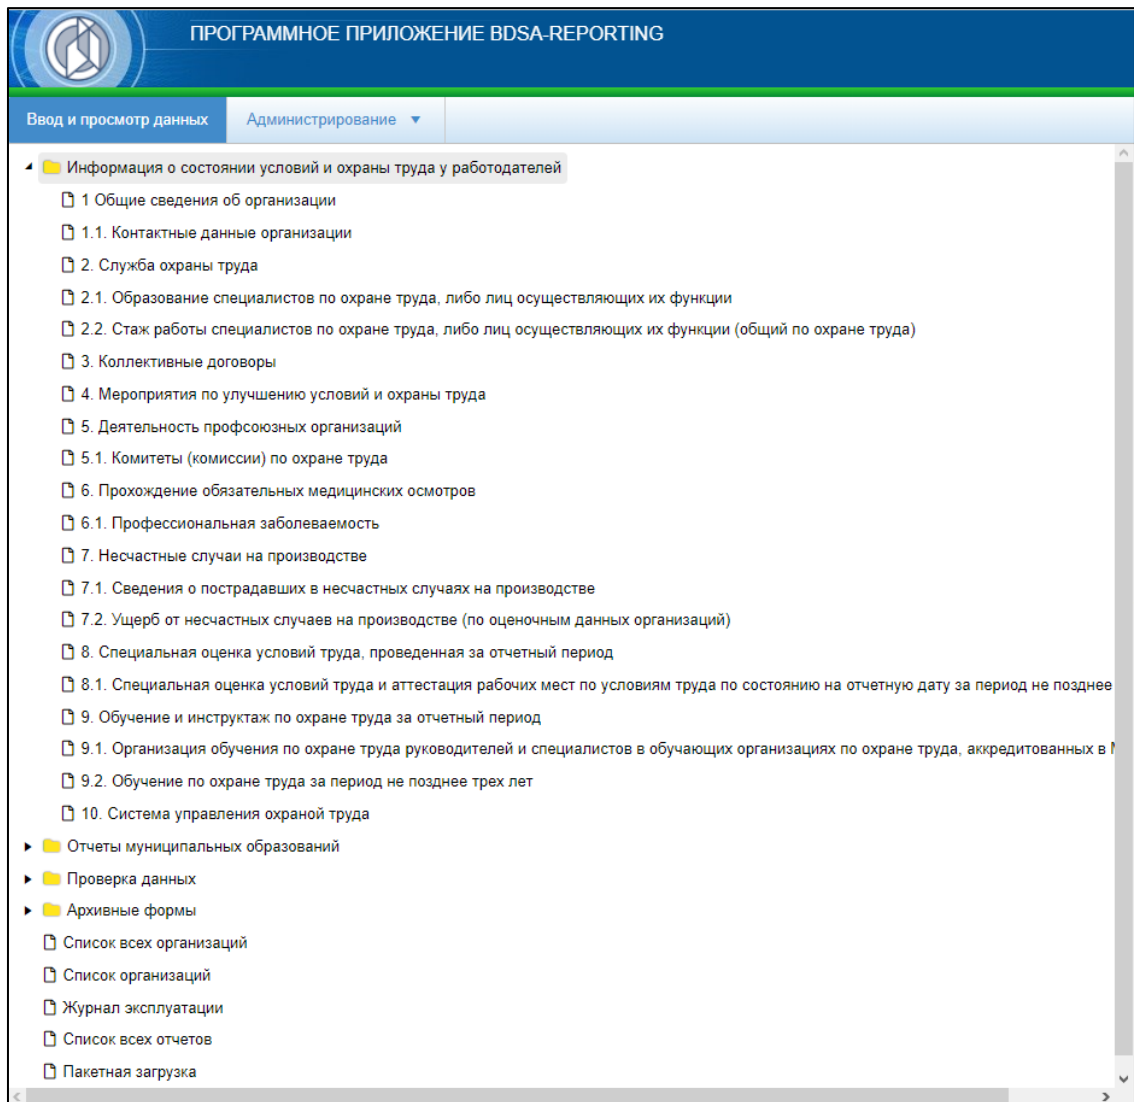 ПРОГРАММНОЕ ПРИЛОЖЕНИЕ BDSA-REPORTING
Ввод и просмотр данных Администрирование
Информация о состоянии условий и охраны труда у работодателей
1 Общие сведения об организации
1.1. Контактные данные организации
2. Служба охраны труда
2.1. Образование специалистов по охране труда, либо лиц осуществляющих их функции
2.2. Стаж работы специалистов по охране труда, либо лиц осуществляющих их функции (общий по охране труда)
3. Коллективные договоры
4. Мероприятия по улучшению условий и охраны труда
5. Деятельность профсоюзных организаций
5.1. Комитеты (комиссии) по охране труда
6. Прохождение обязательных медицинских осмотров
6.1. Профессиональная заболеваемость
7. Несчастные случаи на производстве
7.1. Сведения о пострадавших в несчастных случаях на производстве
7.2. Ущерб от несчастных случаев на производстве (по оценочным данных организаций)
8. Специальная оценка условий труда, проведенная за отчетный период
8.1. Специальная оценка условий труда и аттестация рабочих мест по условиям труда по состоянию на отчетную дату за период не позднее
9. Обучение и инструктаж по охране труда за отчетный период
9.1. Организация обучения по охране труда руководителей и специалистов в обучающих организациях по охране труда, аккредитованных в
9.2. Обучение по охране труда за период не позднее трех лет
10. Система управления охраной труда
Отчеты муниципальных образований
Проверка данных
Архивные формы
Список всех организаций
Список организаций
Журнал эксплуатации
Список всех отчетов
Пакетная загрузка